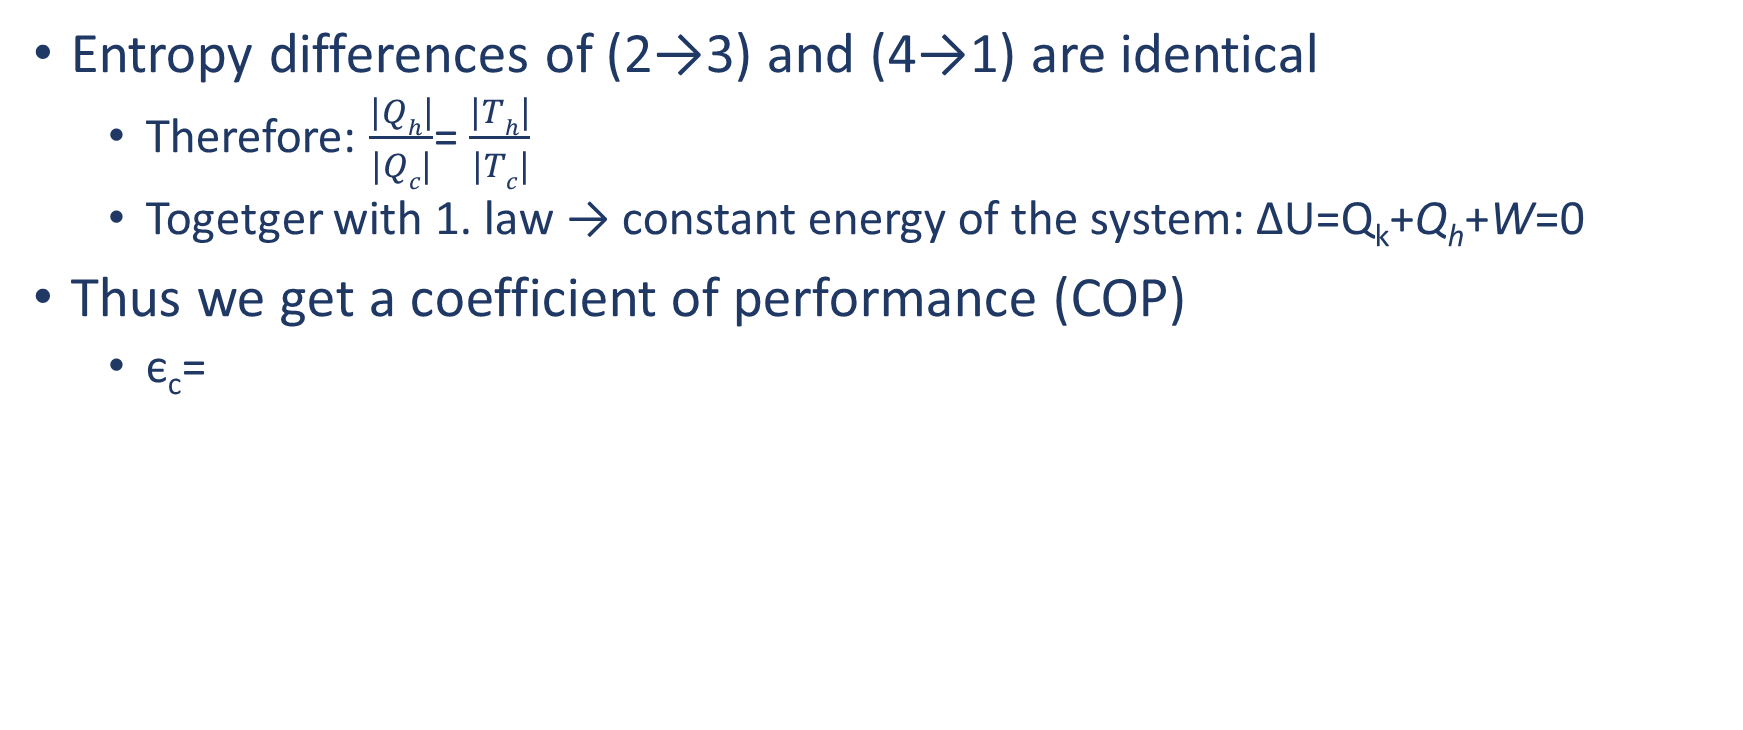 • Entropy differences of (2→3) and (4→1) are identical
• Therefore: |Q_h|/|Q_c| = |T_h|/|T_c|
• Togetger with 1. law → constant energy of the system: ΔU=Q_k+Q_h+W=0
• Thus we get a coefficient of performance (COP)
• ϵ_c=